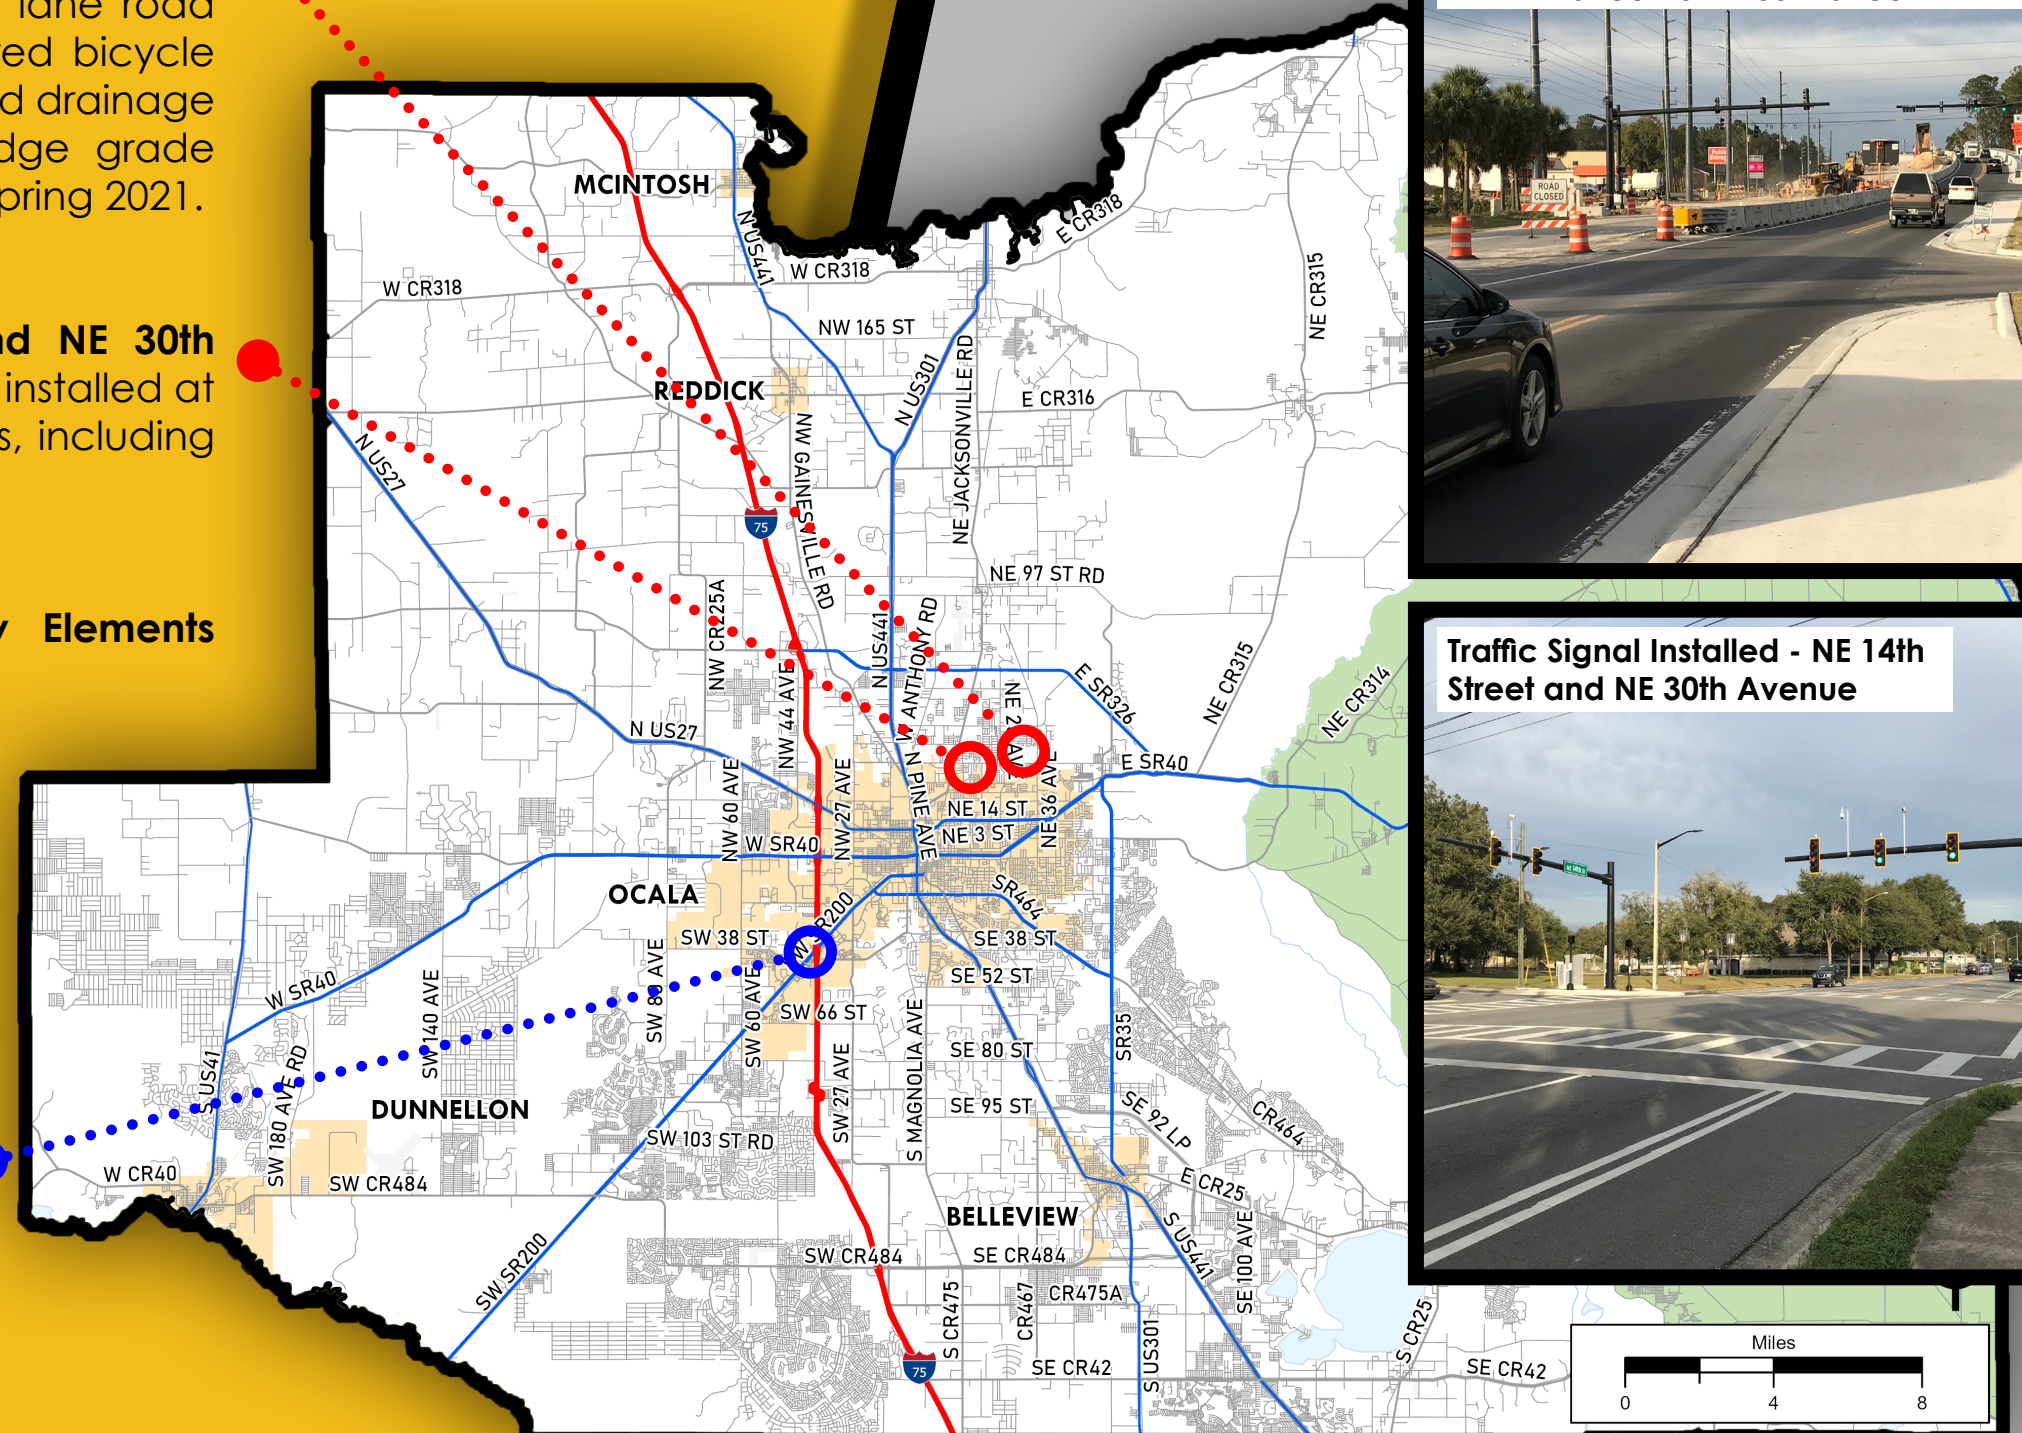 lane road
ed bicycle
d drainage
dge grade
pring 2021.
nd NE 30th
installed at
s, including
y Elements
MCINTOSH
N US441
W CR318
W CR318
E CR318
NE CR315
NW 165 ST
REDDICK
N US301
NE JACKSONVILLE RD
E CR316
N US27
NW GAINESVILLE RD
75
NE 97 ST RD
NW CR225A
N US441
W ANTHONY RD
NW 44 AVE
E SR326
NE CR315
NE CR314
N US27
NW 60 AVE
NW 27 AVE
N PINE AVE
NE 36 AVE
E SR40
NE 14 ST
NE 3 ST
W SR40
OCALA
W SR200
SR464
SW 38 ST
SE 38 ST
SE 52 ST
W SR40
SW 140 AVE
SW 80 AVE
SW 60 AVE
SW 66 ST
S MAGNOLIA AVE
SR35
SE 80 ST
S US41
SW 180 AVE RD
DUNNELLON
SW 27 AVE
SE 95 ST
SE 92 LP
CR464
SW 103 ST RD
W CR40
SW CR484
E CR25
BELLEVIEW
S US441
SE 100 AVE
SW SR200
SW CR484
SE CR484
S CR475
CR467
CR475A
S US301
75
SE CR42
S CR25
SE CR42
ROAD
CLOSED
Public
Storage
Traffic Signal Installed - NE 14th
Street and NE 30th Avenue
Miles
0 4 8